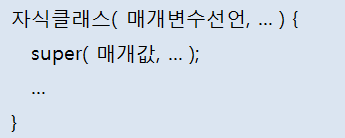 자식클래스( 매개변수선언, … ) {
super( 매개값, … );
…
}